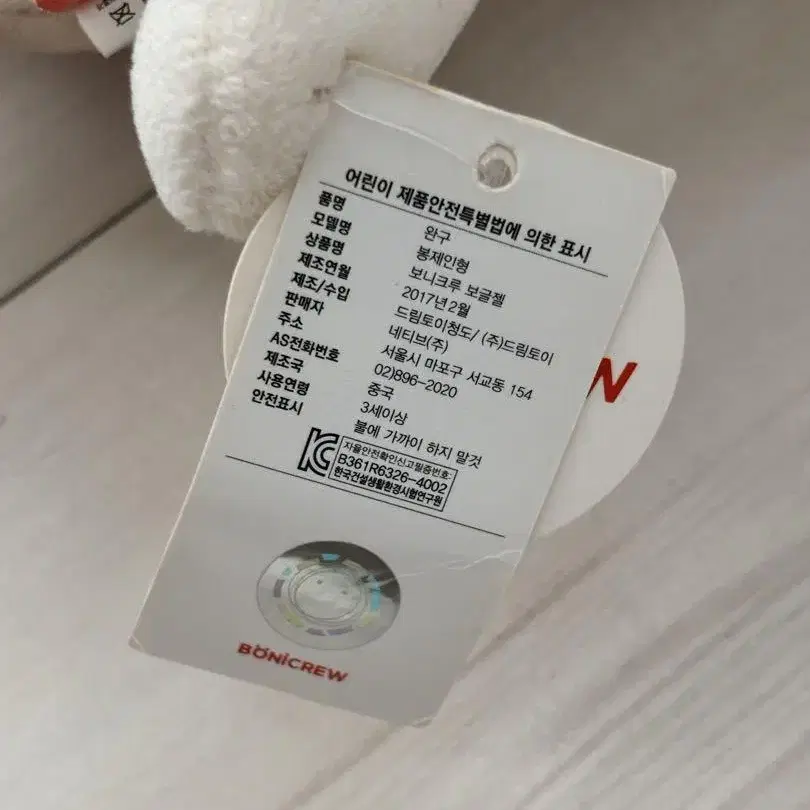 어린이 제품안전특별법에 의한 표시
품명 완구
모델명 봉제인형
상품명 보니크루 보글젤
제조연월 2017년 2월
제조/수입 드림토이청도/ (주)드림토이
판매자 네티브(주)
주소 서울시 마포구 서교동 154
AS전화번호 02)896-2020
제조국 중국
사용연령 3세이상
안전표시 불에 가까이 하지 말것
자율안전확인신고필증번호:
B361R6326-4002
한국건설생활환경시험연구원
BONiCREW
W